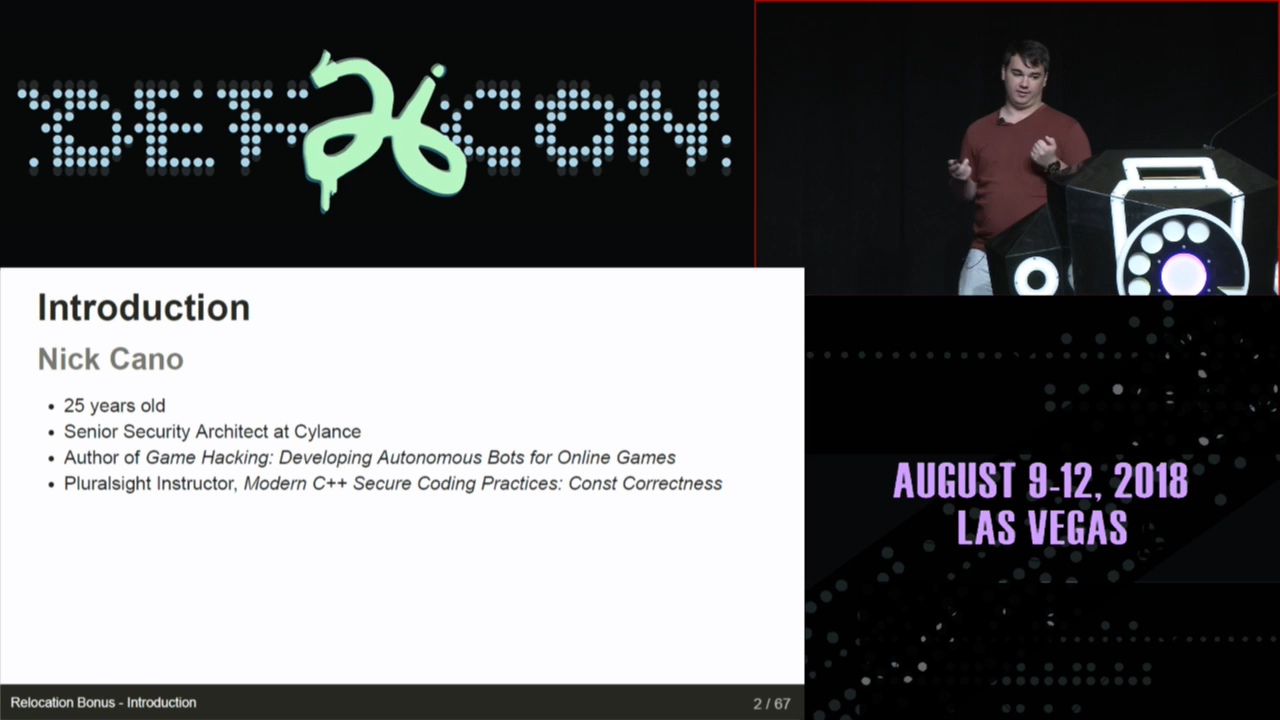 DEF CON 26
Introduction
Nick Cano
• 25 years old
• Senior Security Architect at Cylance
• Author of Game Hacking: Developing Autonomous Bots for Online Games
• Pluralsight Instructor, Modern C++ Secure Coding Practices: Const Correctness
AUGUST 9-12, 2018
LAS VEGAS
Relocation Bonus - Introduction
2 / 67